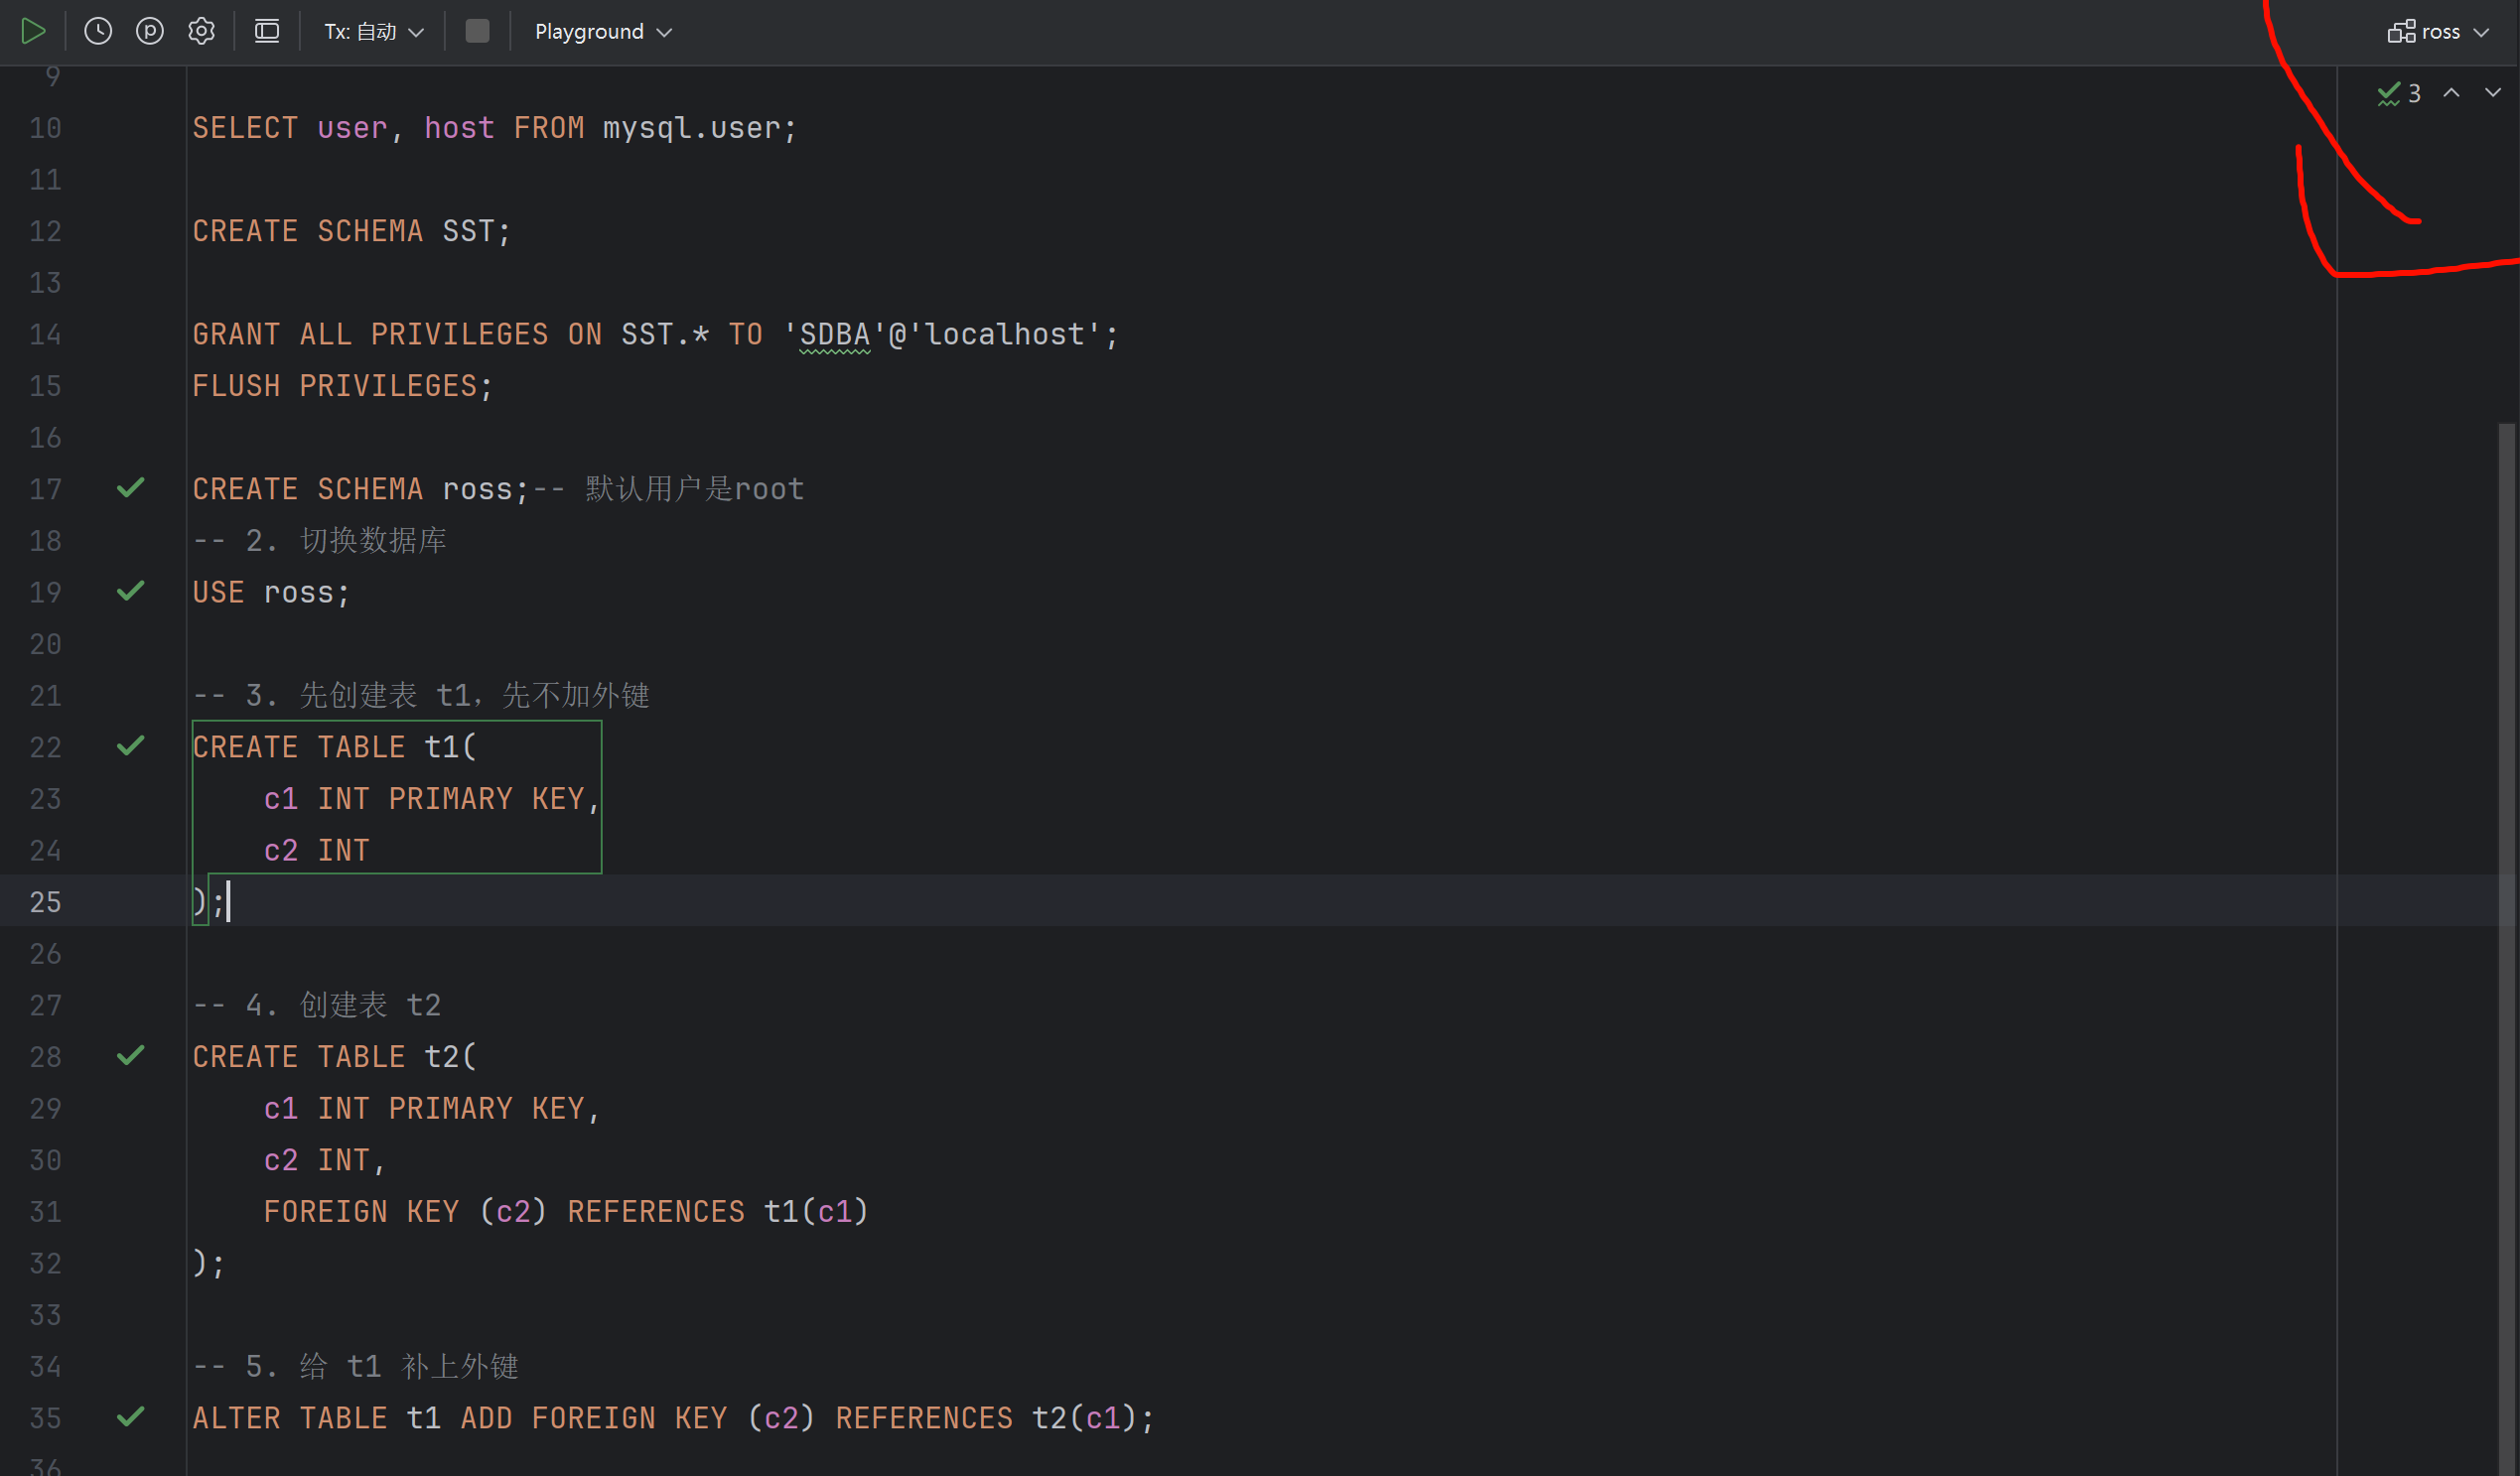 Tx: 自动 Playground ross
3
9
10 SELECT user, host FROM mysql.user;
11
12 CREATE SCHEMA SST;
13
14 GRANT ALL PRIVILEGES ON SST.* TO 'SDBA'@'localhost';
15 FLUSH PRIVILEGES;
16
17 CREATE SCHEMA ross;-- 默认用户是root
18 -- 2. 切换数据库
19 USE ross;
20
21 -- 3. 先创建表 t1，先不加外键
22 CREATE TABLE t1(
23 c1 INT PRIMARY KEY,
24 c2 INT
25 );
26
27 -- 4. 创建表 t2
28 CREATE TABLE t2(
29 c1 INT PRIMARY KEY,
30 c2 INT,
31 FOREIGN KEY (c2) REFERENCES t1(c1)
32 );
33
34 -- 5. 给 t1 补上外键
35 ALTER TABLE t1 ADD FOREIGN KEY (c2) REFERENCES t2(c1);
36